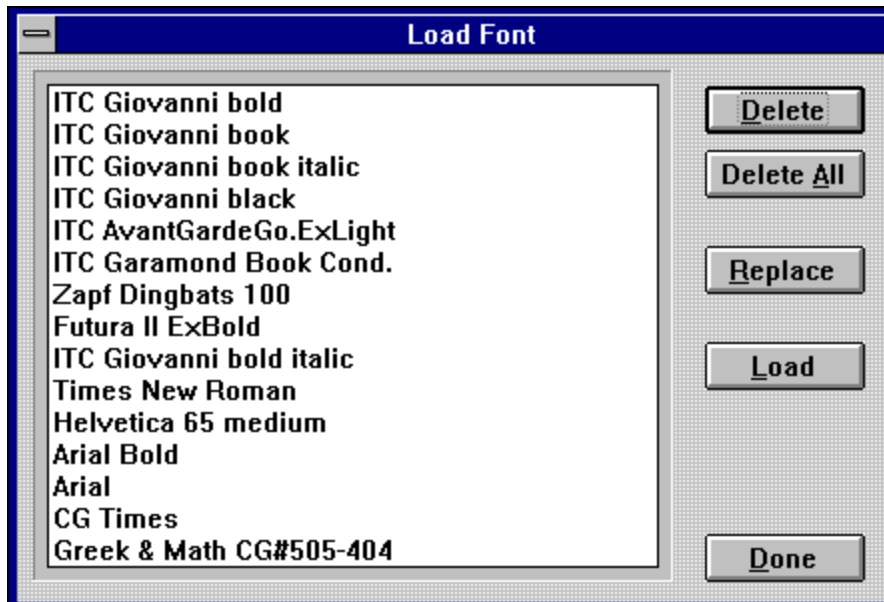 Load Font
ITC Giovanni bold
ITC Giovanni book
ITC Giovanni book italic
ITC Giovanni black
ITC AvantGardeGo.ExLight
ITC Garamond Book Cond.
Zapf Dingbats 100
Futura II ExBold
ITC Giovanni bold italic
Times New Roman
Helvetica 65 medium
Arial Bold
Arial
CG Times
Greek & Math CG#505-404
Delete
Delete All
Replace
Load
Done